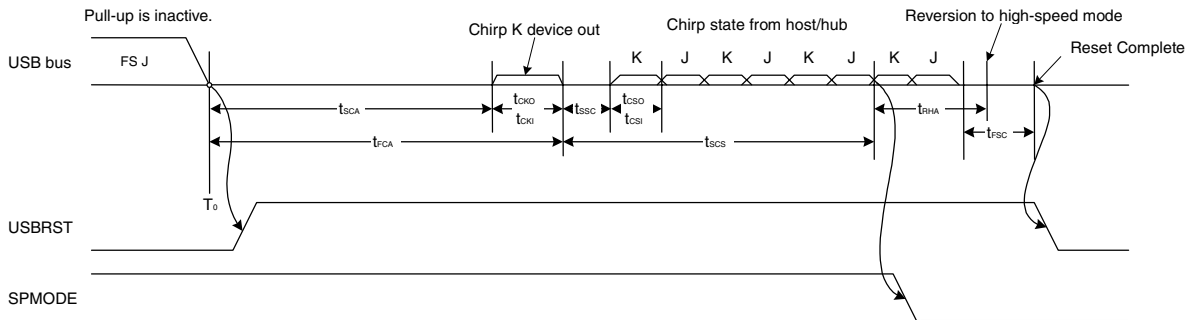 Pull-up is inactive.
Reversion to high-speed mode
Chirp K device out
Chirp state from host/hub
Reset Complete
USB bus
FS J
K J K J K J K J
tSCA
tCKO
tCKI
tSSC
tCSO
tCSI
tRHA
tFSC
tFCA
tSCS
T0
USBRST
SPMODE